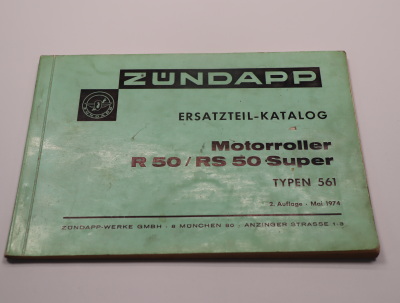 ZÜNDAPP
ERSATZTEIL-KATALOG
Motorroller
R 50/RS 50 Super
TYPEN 561
2. Auflage · Mai 1974
ZÜNDAPP-WERKE GMBH · 8 MÜNCHEN 80 · ANZINGER STRASSE 1-3